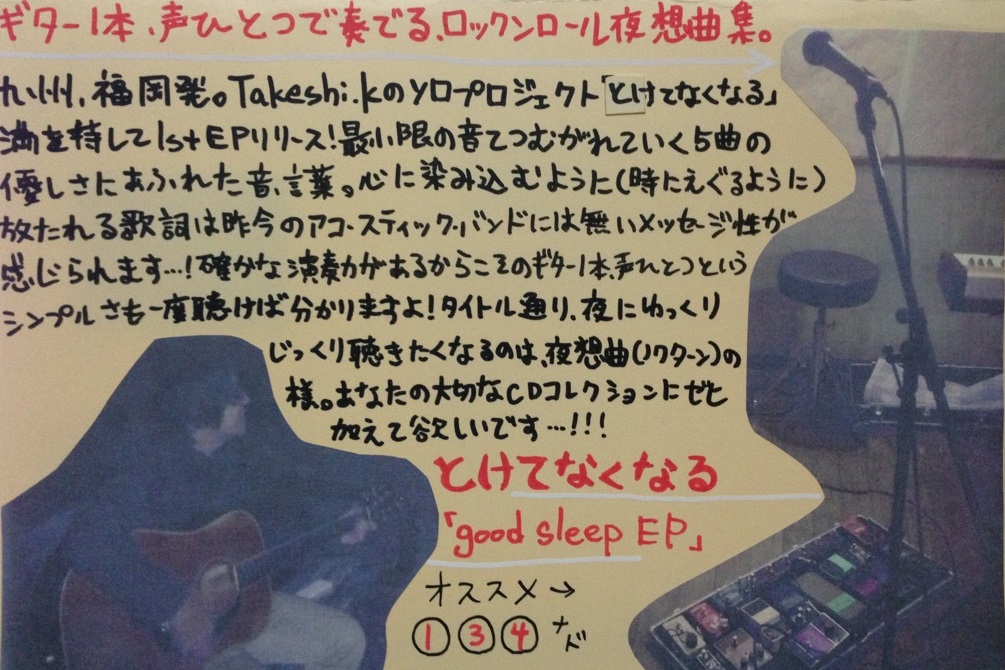 ギター1本、声ひとつで奏でる、ロックンロール夜想曲集。
九州、福岡発。Takeshi.kのソロプロジェクト「とけてなくなる」
満を持して1st EPリリース!最小限の音でつむがれていく5曲の
優しさにあふれた音、言葉。心に染み込むように(時にえぐるように)
放たれる歌詞は昨今のアコースティック・バンドには無いメッセージ性が
感じられます…!確かな演奏力があるからこそのギター1本、声ひとつという
シンプルさも一度聴けば分かりますよ!タイトル通り、夜にゆっくり
じっくり聴きたくなるのは、夜想曲(ノクターン)の
様。あなたの大切なCDコレクションにぜひ
加えて欲しいです…!!!
とけてなくなる
「good sleep EP」
オススメ→
①③④ナド